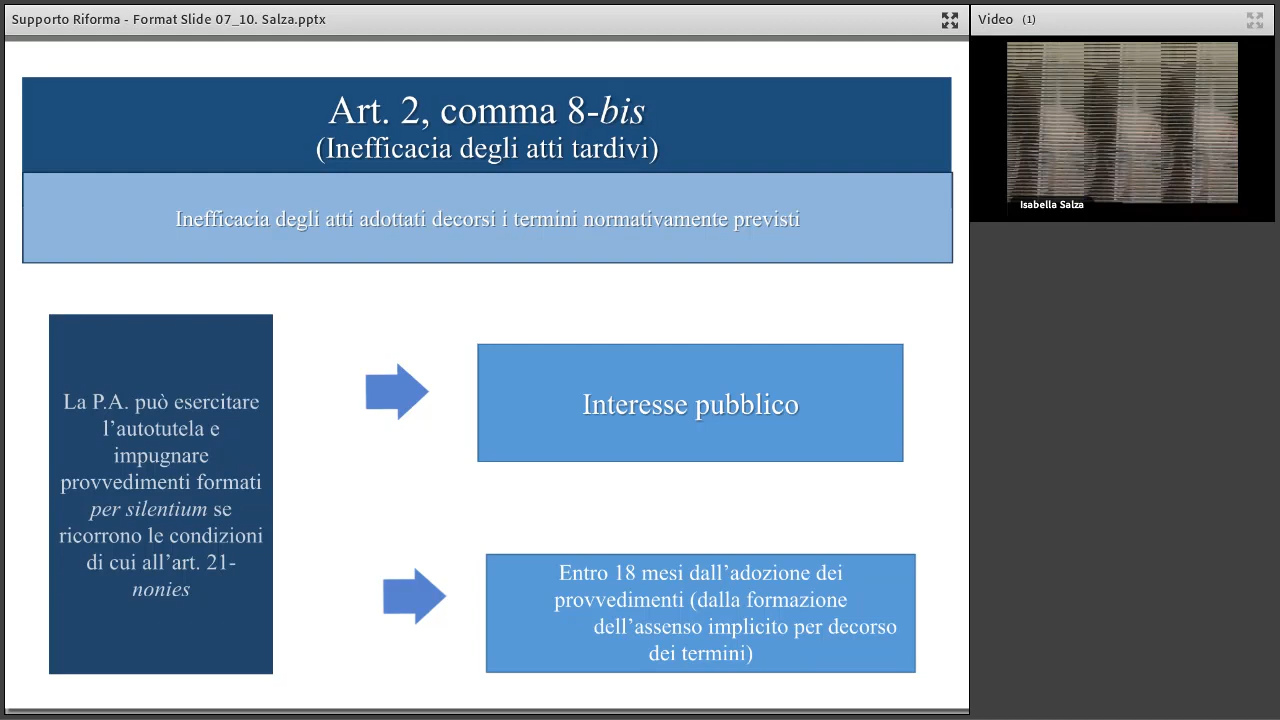 Supporto Riforma - Format Slide 07_10. Salza.pptx
Video (1)
Isabella Salza
Art. 2, comma 8-bis
(Inefficacia degli atti tardivi)
Inefficacia degli atti adottati decorsi i termini normativamente previsti
La P.A. può esercitare
l’autotutela e
impugnare
provvedimenti formati
per silentium se
ricorrono le condizioni
di cui all’art. 21-
nonies
Interesse pubblico
Entro 18 mesi dall’adozione dei
provvedimenti (dalla formazione
dell’assenso implicito per decorso
dei termini)